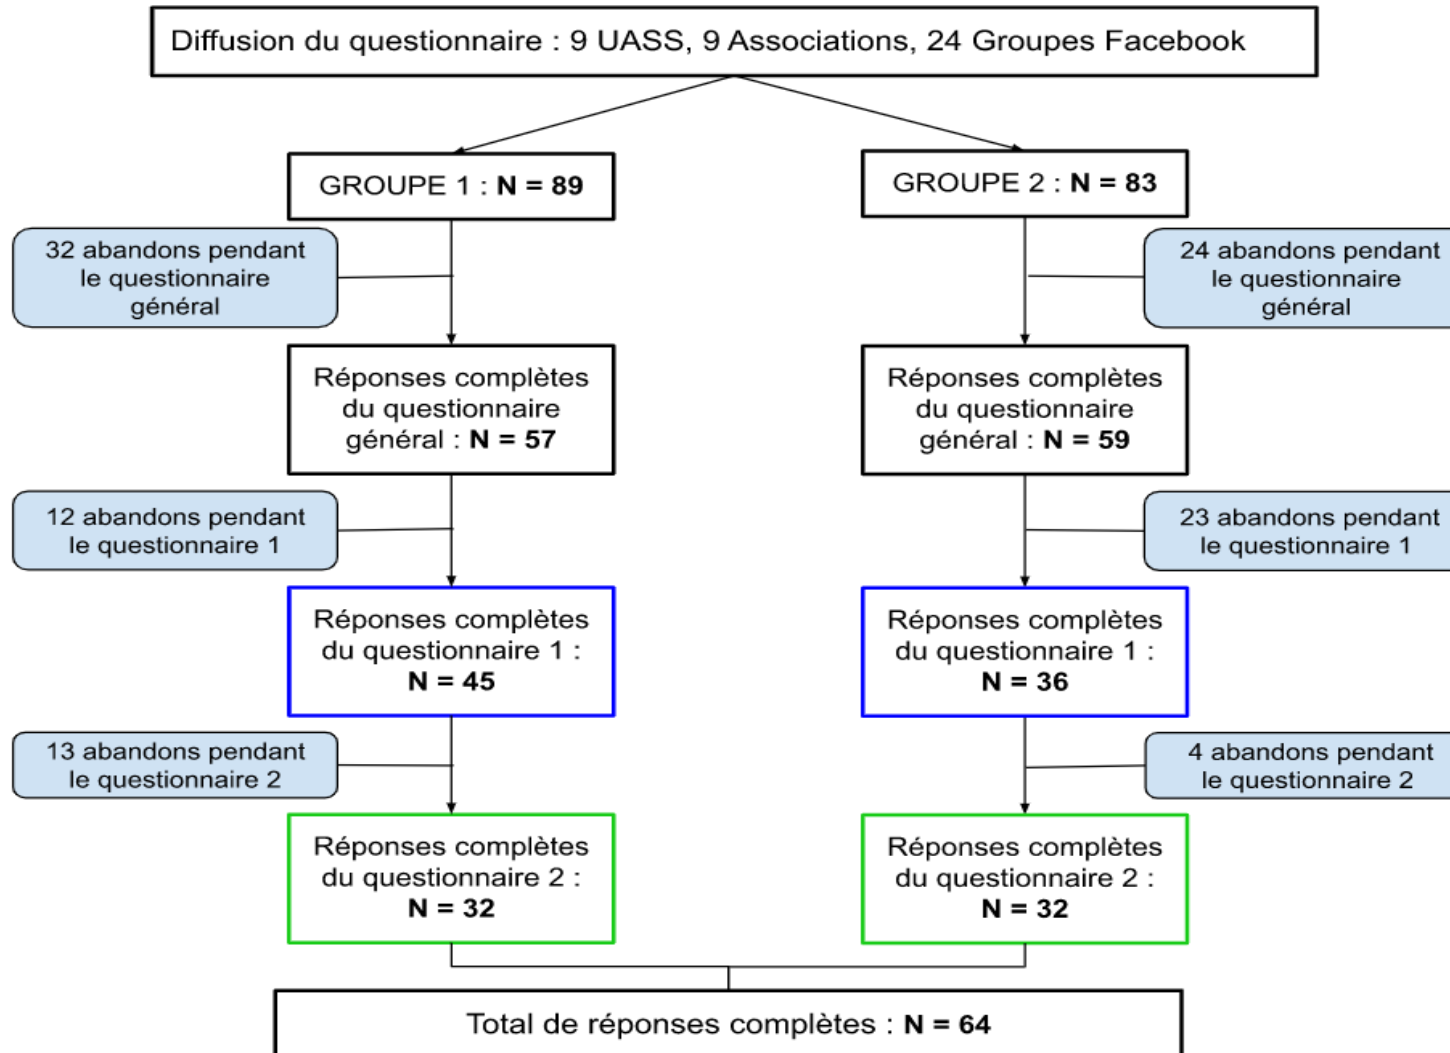 Diffusion du questionnaire : 9 UASS, 9 Associations, 24 Groupes Facebook
GROUPE 1 : N = 89
GROUPE 2 : N = 83
32 abandons pendant
le questionnaire
général
24 abandons pendant
le questionnaire
général
Réponses complètes
du questionnaire
général : N = 57
Réponses complètes
du questionnaire
général : N = 59
12 abandons pendant
le questionnaire 1
23 abandons pendant
le questionnaire 1
Réponses complètes
du questionnaire 1 :
N = 45
Réponses complètes
du questionnaire 1 :
N = 36
13 abandons pendant
le questionnaire 2
4 abandons pendant
le questionnaire 2
Réponses complètes
du questionnaire 2 :
N = 32
Réponses complètes
du questionnaire 2 :
N = 32
Total de réponses complètes : N = 64